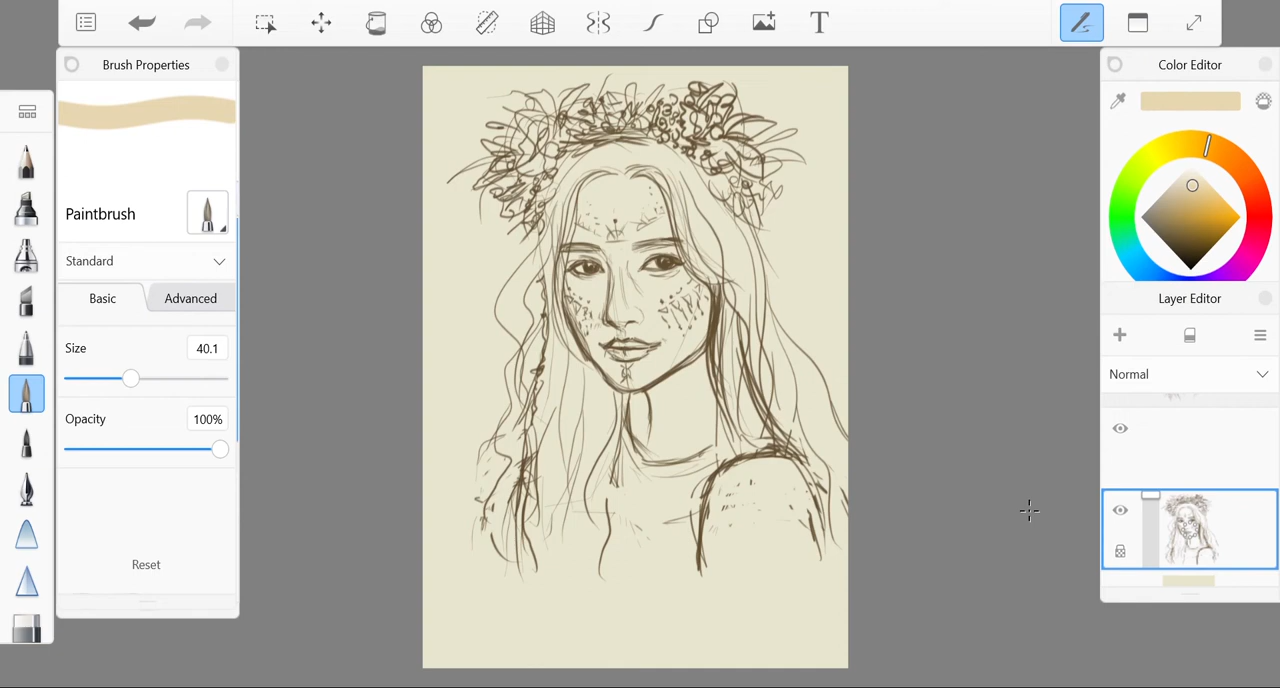 T
Brush Properties
Color Editor
Paintbrush
Standard
Basic
Advanced
Layer Editor
Size
40.1
Normal
Opacity
100%
Reset